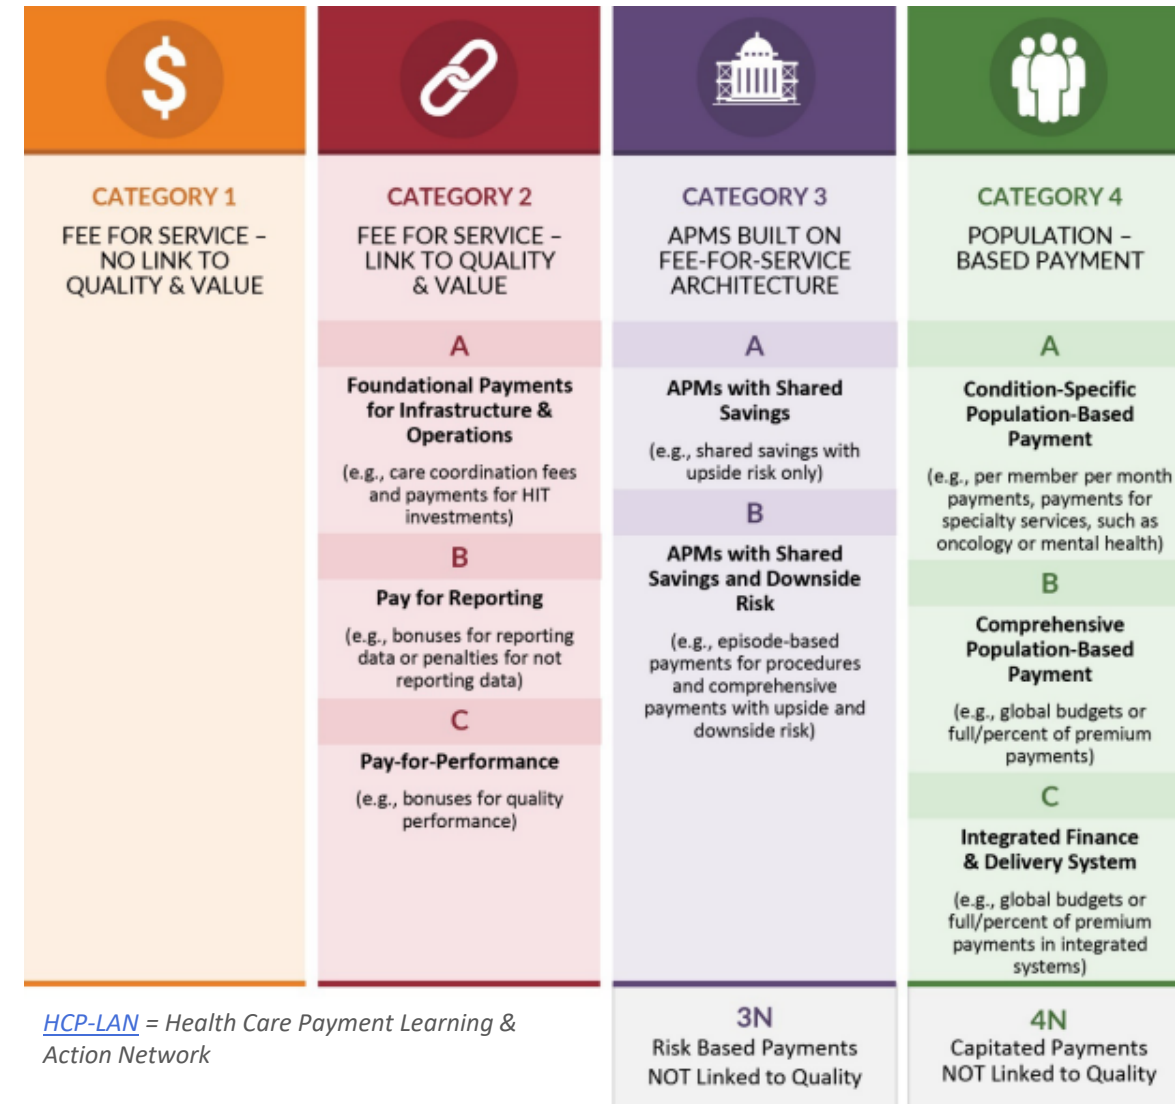 $
CATEGORY 1
FEE FOR SERVICE –
NO LINK TO
QUALITY & VALUE
CATEGORY 2
FEE FOR SERVICE –
LINK TO QUALITY
& VALUE
A
Foundational Payments
for Infrastructure &
Operations
(e.g., care coordination fees
and payments for HIT
investments)
B
Pay for Reporting
(e.g., bonuses for reporting
data or penalties for not
reporting data)
C
Pay-for-Performance
(e.g., bonuses for quality
performance)
CATEGORY 3
APMS BUILT ON
FEE-FOR-SERVICE
ARCHITECTURE
A
APMs with Shared
Savings
(e.g., shared savings with
upside risk only)
B
APMs with Shared
Savings and Downside
Risk
(e.g., episode-based
payments for procedures
and comprehensive
payments with upside and
downside risk)
3N
Risk Based Payments
NOT Linked to Quality
CATEGORY 4
POPULATION –
BASED PAYMENT
A
Condition-Specific
Population-Based
Payment
(e.g., per member per month
payments, payments for
specialty services, such as
oncology or mental health)
B
Comprehensive
Population-Based
Payment
(e.g., global budgets or
full/percent of premium
payments)
C
Integrated Finance
& Delivery System
(e.g., global budgets or
full/percent of premium
payments in integrated
systems)
4N
Capitated Payments
NOT Linked to Quality
HCP-LAN = Health Care Payment Learning &
Action Network